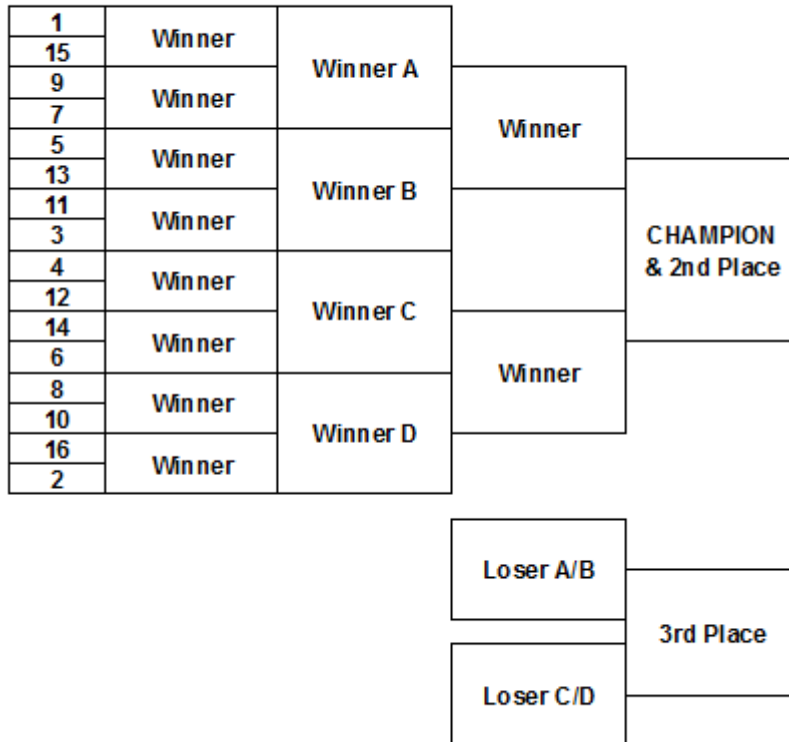 1
15
9
7
5
13
11
3
4
12
14
6
8
10
16
2
Winner
Winner
Winner
Winner
Winner
Winner
Winner
Winner
Winner A
Winner B
Winner C
Winner D
Winner
Winner
CHAMPION
& 2nd Place
Loser A/B
Loser C/D
3rd Place